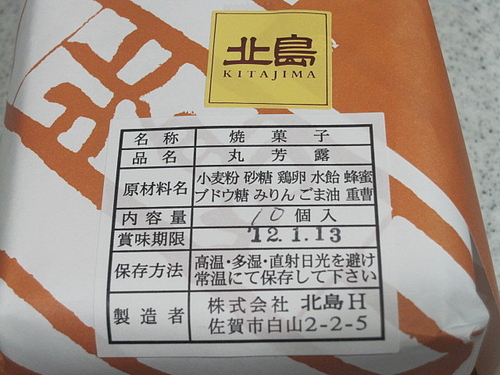 北島
KITAJIMA
名称 焼菓子
品名 丸芳露
原材料名 小麦粉 砂糖 鶏卵 水飴 蜂蜜
ブドウ糖 みりん ごま油 重曹
内容量 10個入
賞味期限 12.1.13
保存方法 高温・多湿・直射日光を避け
常温にて保存して下さい
製造者 株式会社 北島H
佐賀市白山2-2-5